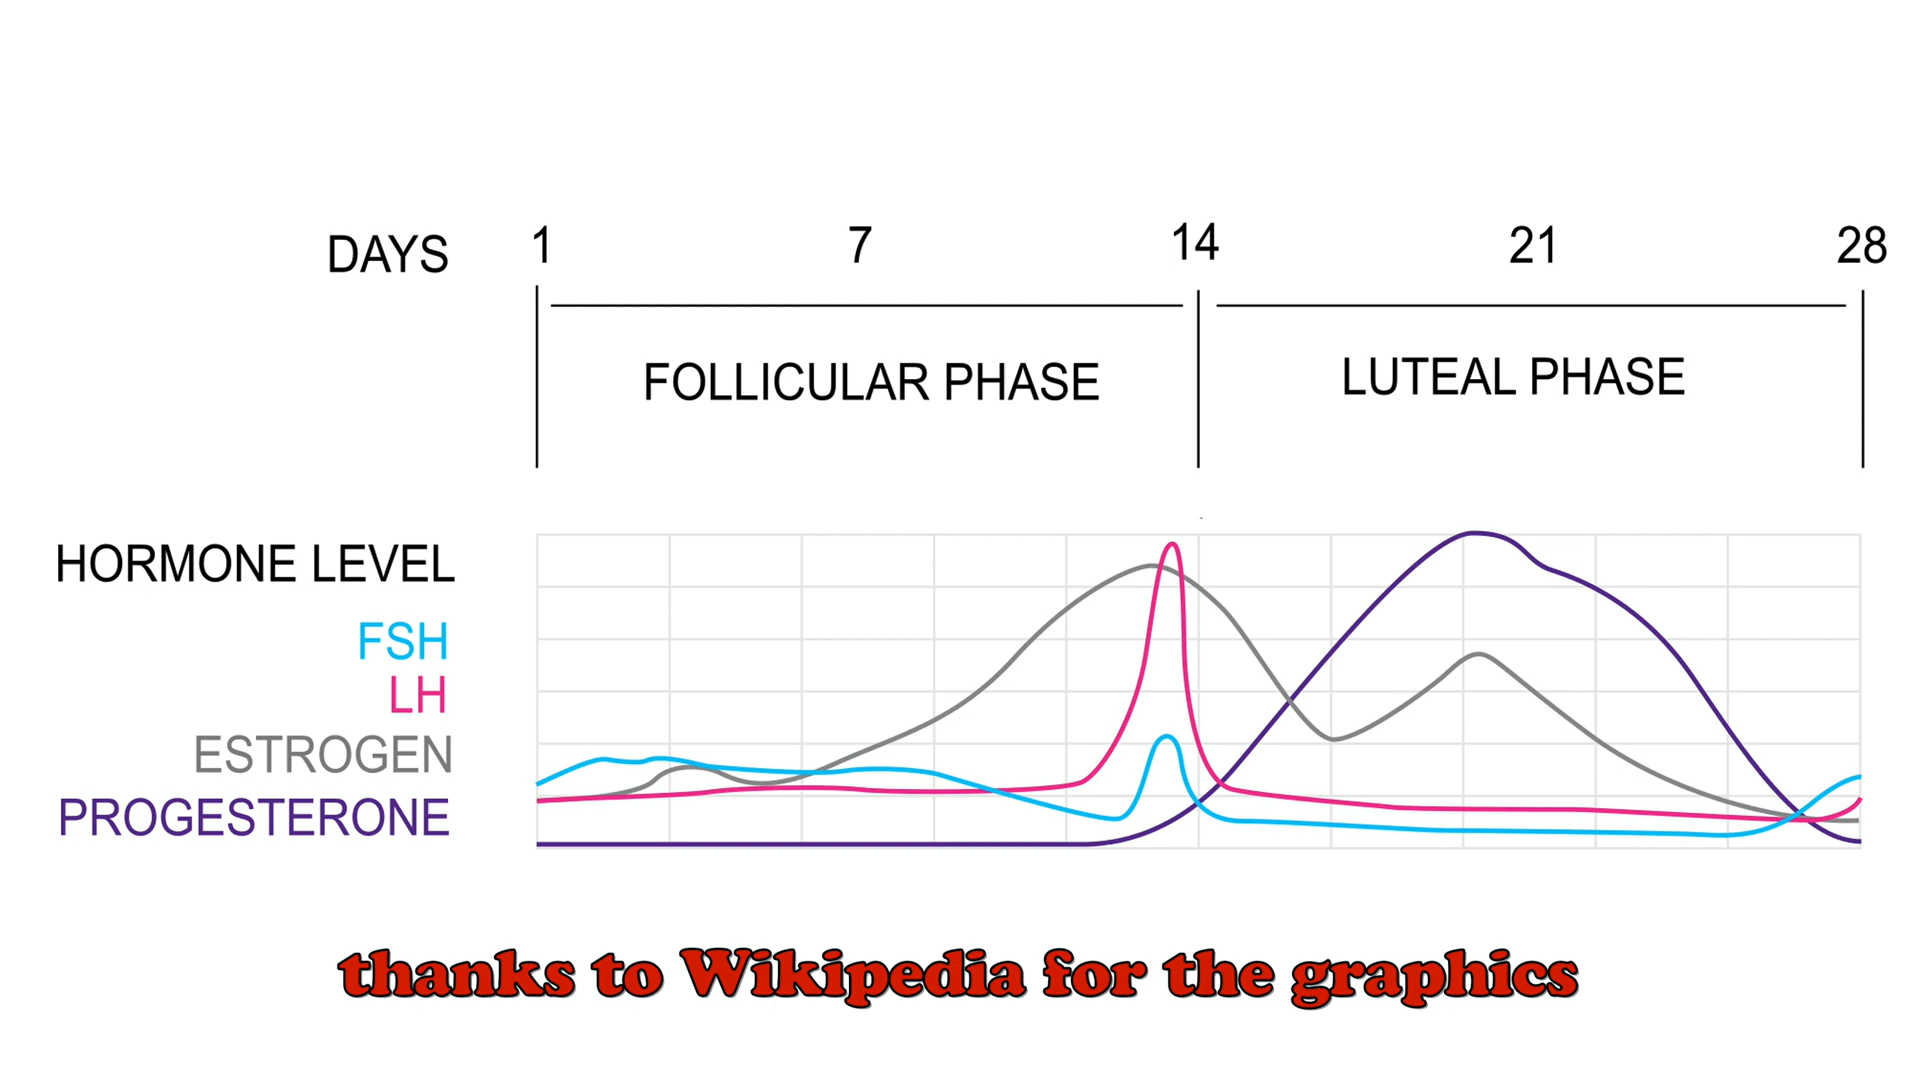 DAYS 1 7 14 21 28
FOLLICULAR PHASE LUTEAL PHASE
HORMONE LEVEL
FSH
LH
ESTROGEN
PROGESTERONE
thanks to Wikipedia for the graphics